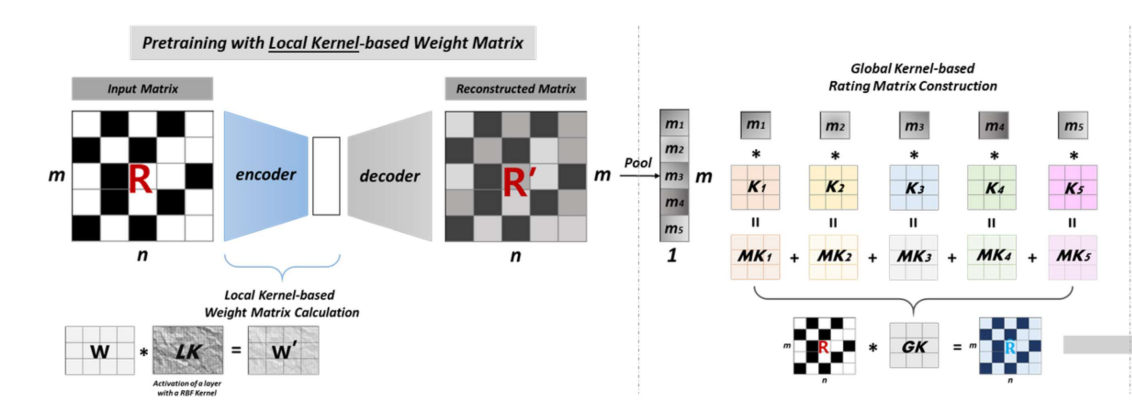 Pretraining with Local Kernel-based Weight Matrix
Input Matrix
Reconstructed Matrix
m
R
encoder
decoder
R′
m
n
n
Local Kernel-based
Weight Matrix Calculation
W * LK = W′
Activation of a layer
with a RBF Kernel
Pool
m1
m2
m3
m4
m5
m
1
Global Kernel-based
Rating Matrix Construction
m1 m2 m3 m4 m5
* * * * *
K1 K2 K3 K4 K5
= = = = =
MK1 + MK2 + MK3 + MK4 + MK5
m R * GK = m R
n n